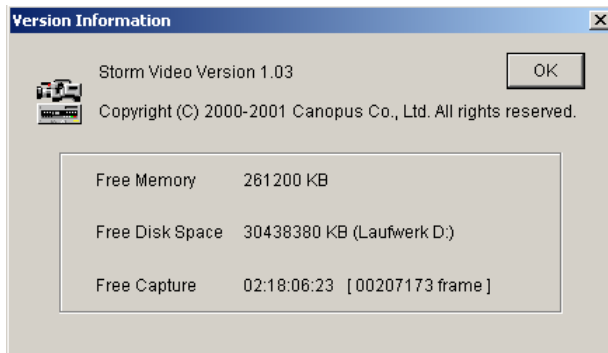 Version Information
Storm Video Version 1.03
OK
Copyright (C) 2000-2001 Canopus Co., Ltd. All rights reserved.
Free Memory 261200 KB
Free Disk Space 30438380 KB (Laufwerk D:)
Free Capture 02:18:06:23 [ 00207173 frame ]